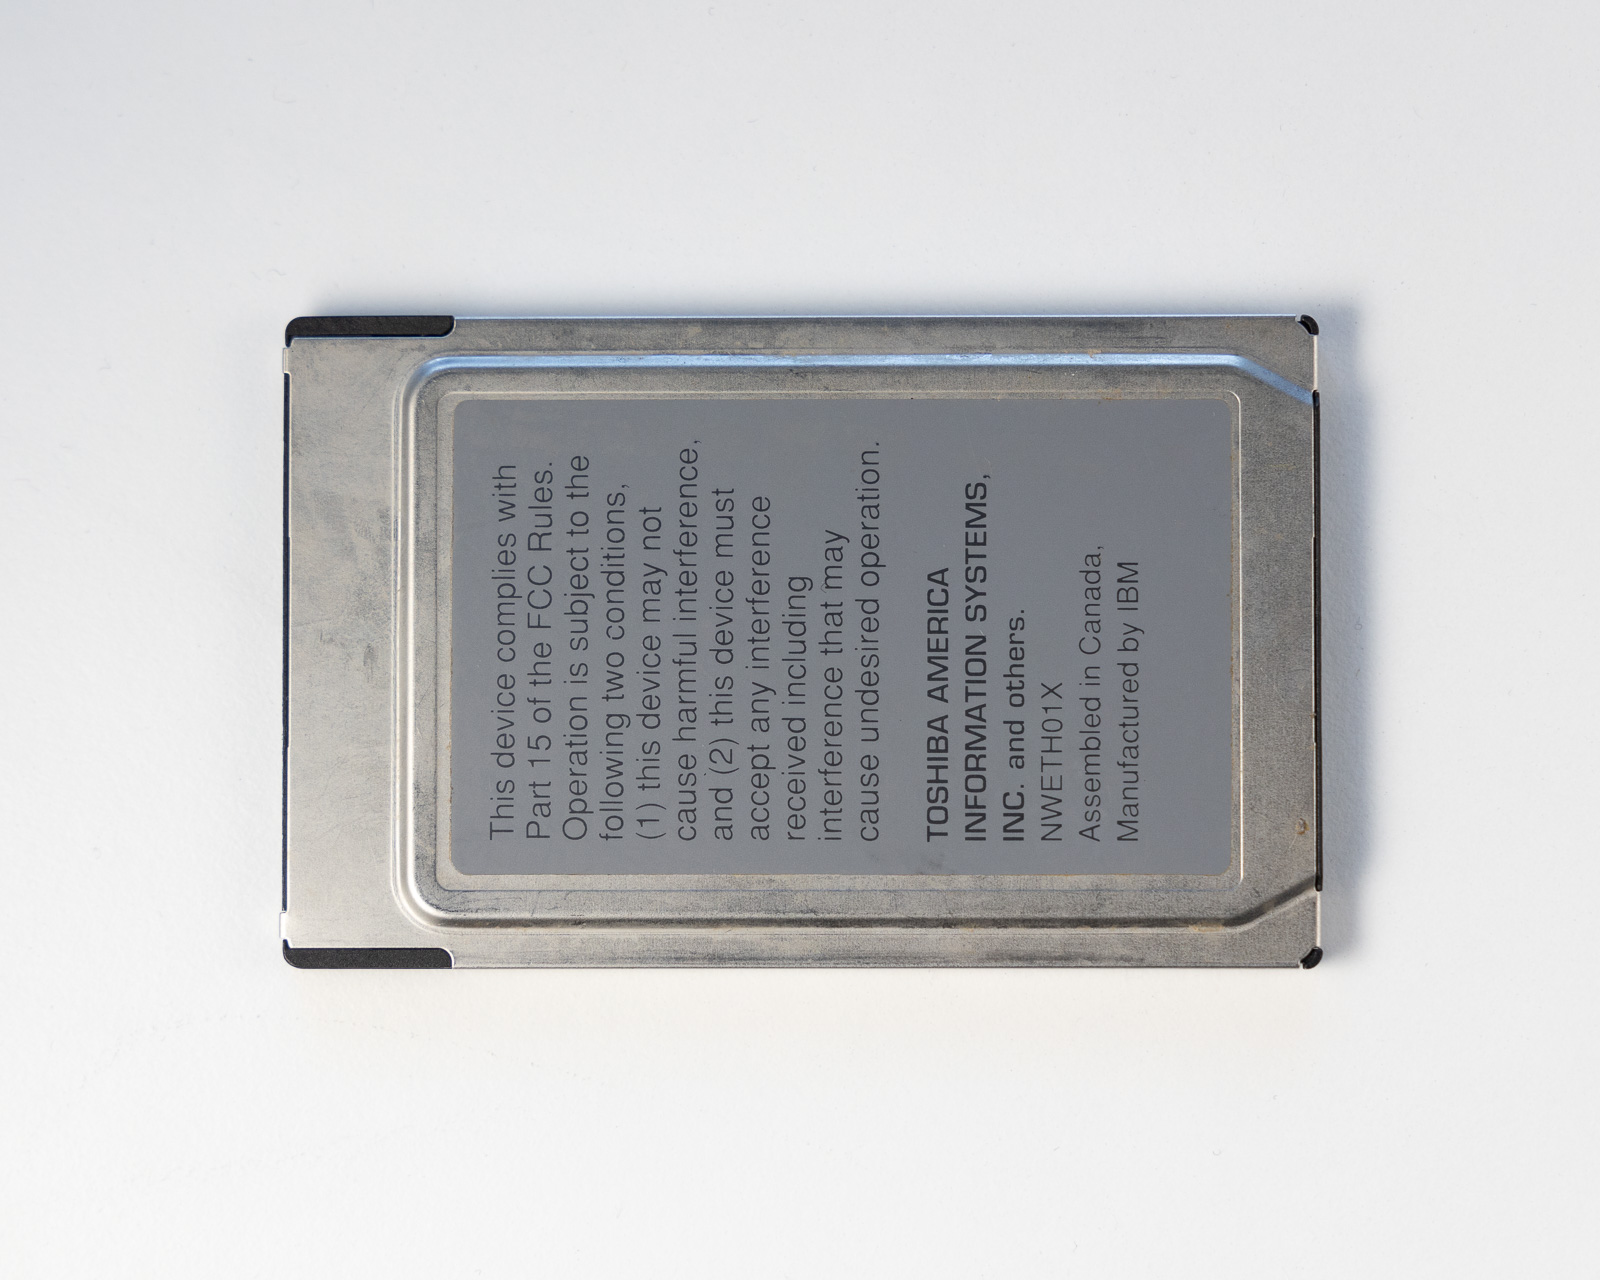 This device complies with
Part 15 of the FCC Rules.
Operation is subject to the
following two conditions,
(1) this device may not
cause harmful interference,
and (2) this device must
accept any interference
received including
interference that may
cause undesired operation.
TOSHIBA AMERICA
INFORMATION SYSTEMS,
INC. and others.
NWETH01X
Assembled in Canada,
Manufactured by IBM